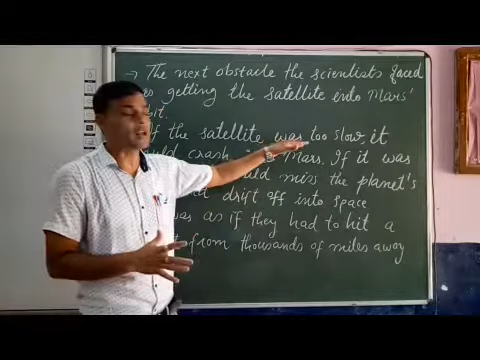 → The next obstacle the scientists faced
getting the satellite into Mars'
the satellite was too slow, it
crash Mars. If it was
miss the planet's
drift off into space
as if they had to hit a
from thousands of miles away